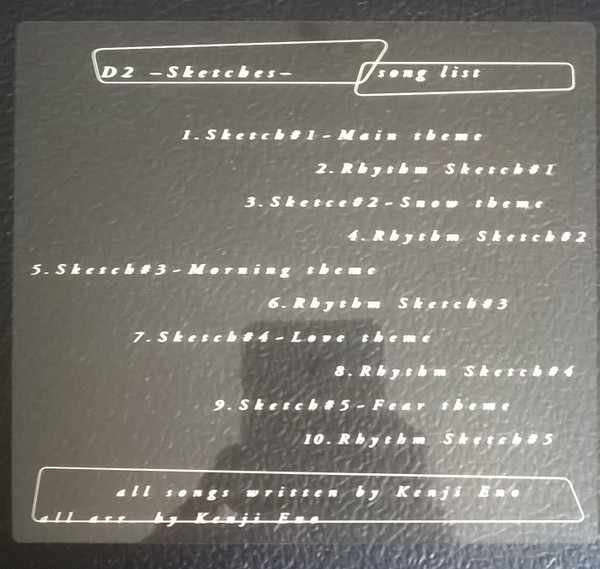 D2 -Sketches- song list
1.Sketch#1-Main theme
2.Rhythm Sketch#1
3.Sketce#2-Snow theme
4.Rhythm Sketch#2
5.Sketch#3-Morning theme
6.Rhythm Sketch#3
7.Sketch#4-Love theme
8.Rhythm Sketch#4
9.Sketch#5-Fear theme
10.Rhythm Sketch#5
all songs written by Kenji Eno
all arr. by Kenji Eno